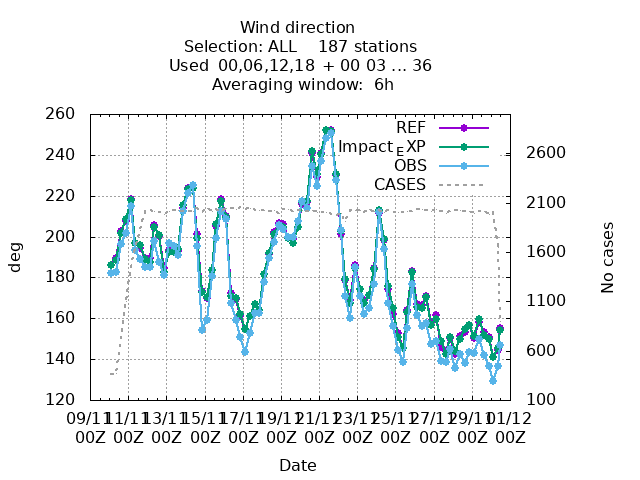 Wind direction
Selection: ALL    187 stations
Used  00,06,12,18 + 00 03 ... 36
Averaging window:  6h
260
240
220
200
180
160
140
120
deg
REF
Impact_EXP
OBS
CASES
2600
2100
1600
1100
600
100
No cases
09/11 11/11 13/11 15/11 17/11 19/11 21/11 23/11 25/11 27/11 29/11 01/12
00Z 00Z 00Z 00Z 00Z 00Z 00Z 00Z 00Z 00Z 00Z 00Z
Date